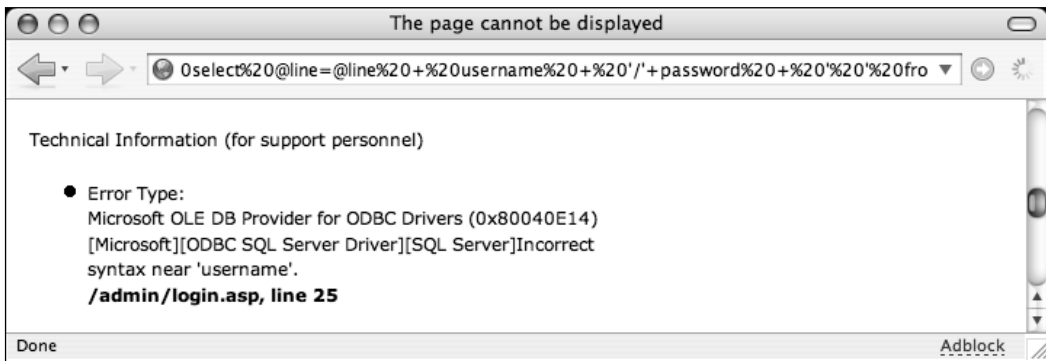 The page cannot be displayed
0select%20@line=@line%20+%20username%20+%20'/'+password%20+%20'%20'%20fro
Technical Information (for support personnel)
Error Type:
Microsoft OLE DB Provider for ODBC Drivers (0x80040E14)
[Microsoft][ODBC SQL Server Driver][SQL Server]Incorrect
syntax near 'username'.
/admin/login.asp, line 25
Done
Adblock